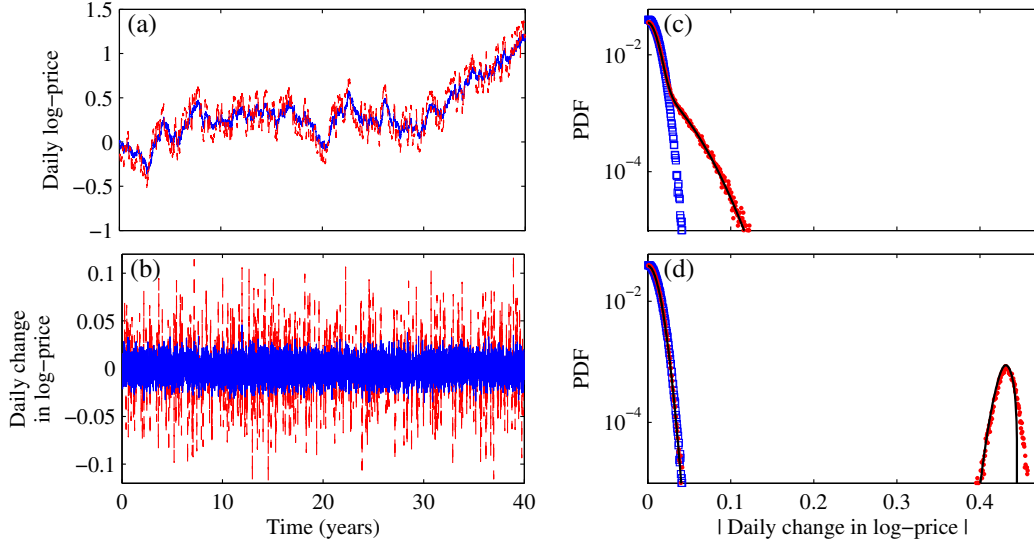 (a)
1.5
1
0.5
0
−0.5
−1
Daily log−price
(b)
0.1
0.05
0
−0.05
−0.1
Daily change
in log−price
0
10
20
30
40
Time (years)
(c)
10−2
10−4
PDF
(d)
10−2
10−4
PDF
0
0.1
0.2
0.3
0.4
| Daily change in log−price |